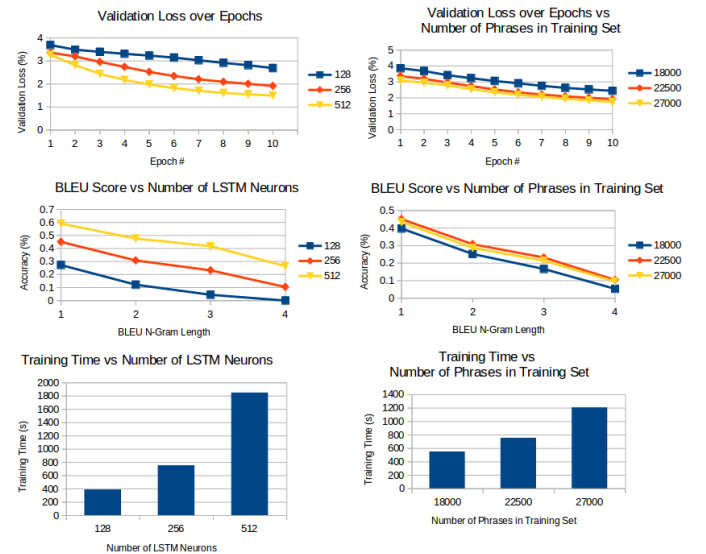 Validation Loss over Epochs
4
3
2
1
0
Validation Loss (%)
1 2 3 4 5 6 7 8 9 10
Epoch #
128
256
512
Validation Loss over Epochs vs
Number of Phrases in Training Set
5
4
3
2
1
0
Validation Loss (%)
1 2 3 4 5 6 7 8 9 10
Epoch #
18000
22500
27000
BLEU Score vs Number of LSTM Neurons
0.7
0.6
0.5
0.4
0.3
0.2
0.1
0
Accuracy (%)
1 2 3 4
BLEU N-Gram Length
128
256
512
BLEU Score vs Number of Phrases in Training Set
0.5
0.4
0.3
0.2
0.1
0
Accuracy (%)
1 2 3 4
BLEU N-Gram Length
18000
22500
27000
Training Time vs Number of LSTM Neurons
2000
1800
1600
1400
1200
1000
800
600
400
200
0
Training Time (s)
128 256 512
Number of LSTM Neurons
Training Time vs
Number of Phrases in Training Set
1400
1200
1000
800
600
400
200
0
Training Time (s)
18000 22500 27000
Number of Phrases in Training Set